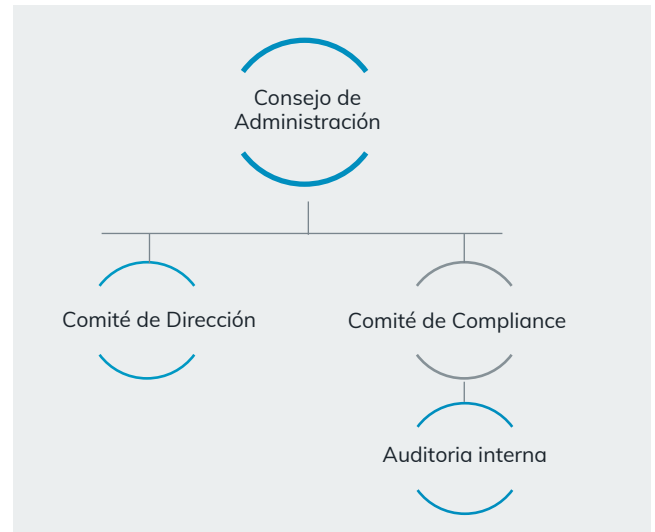 Consejo de
Administración
Comité de Dirección
Comité de Compliance
Auditoria interna